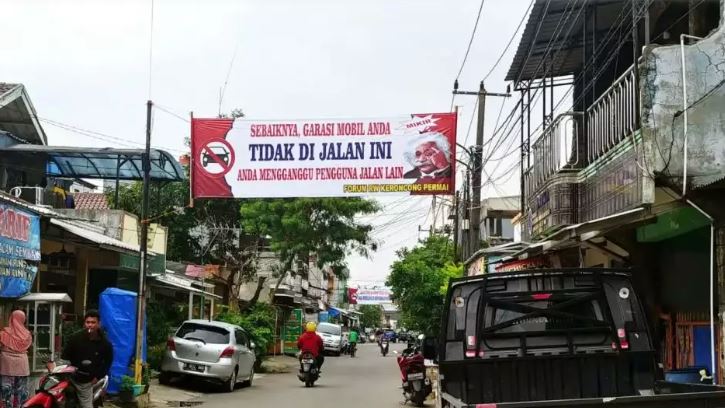 SEBAIKNYA, GARASI MOBIL ANDA
TIDAK DI JALAN INI
ANDA MENGGANGGU PENGGUNA JALAN LAIN
FORUM RW KERONCONG PERMAI
MIKIR